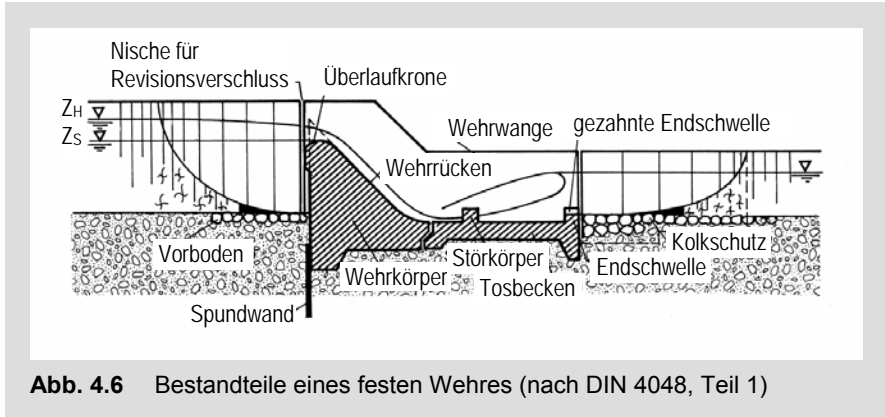 Nische für
Revisionsverschluss
Überlaufkrone
ZH
ZS
Wehrwange
gezahnte Endschwelle
Wehrrücken
Vorboden
Wehrkörper
Störkörper
Tosbecken
Kolkschutz
Endschwelle
Spundwand
Abb. 4.6 Bestandteile eines festen Wehres (nach DIN 4048, Teil 1)